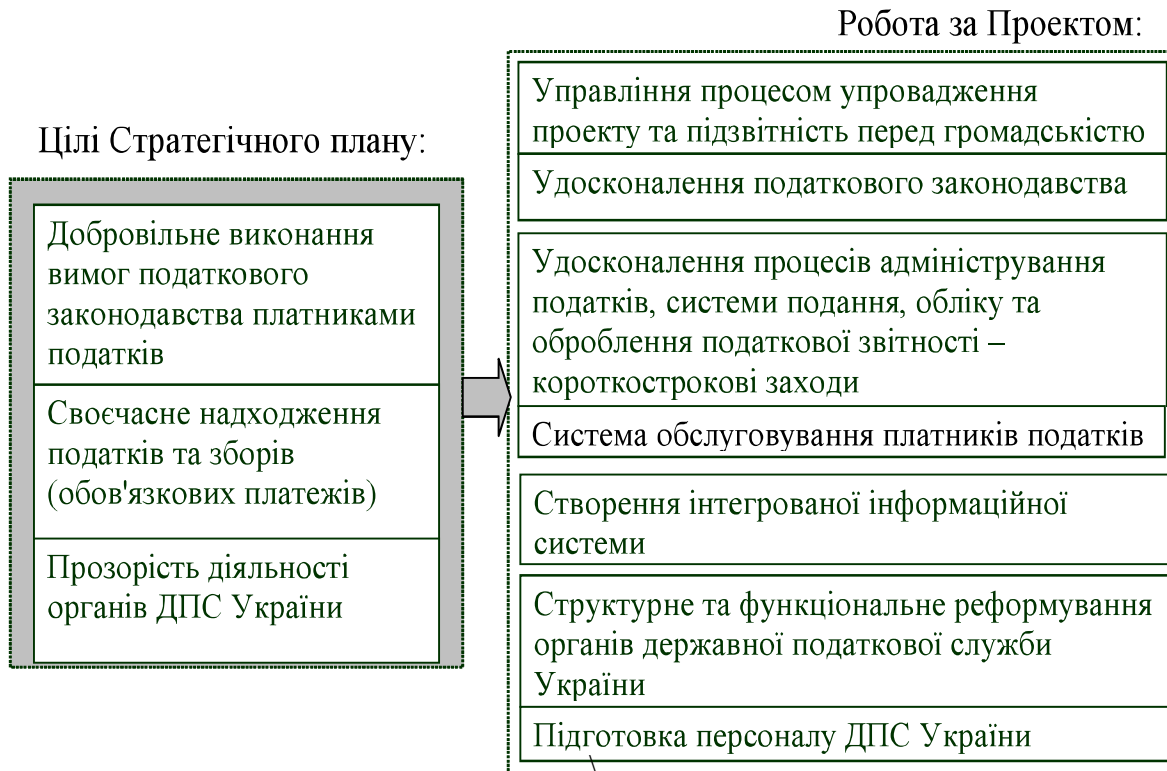 Цілі Стратегічного плану:
Добровільне виконання
вимог податкового
законодавства платниками
податків
Своєчасне надходження
податків та зборів
(обов'язкових платежів)
Прозорість діяльності
органів ДПС України
Робота за Проектом:
Управління процесом упровадження
проекту та підзвітність перед громадськістю
Удосконалення податкового законодавства
Удосконалення процесів адміністрування
податків, системи подання, обліку та
оброблення податкової звітності –
короткострокові заходи
Система обслуговування платників податків
Створення інтегрованої інформаційної
системи
Структурне та функціональне реформування
органів державної податкової служби
України
Підготовка персоналу ДПС України